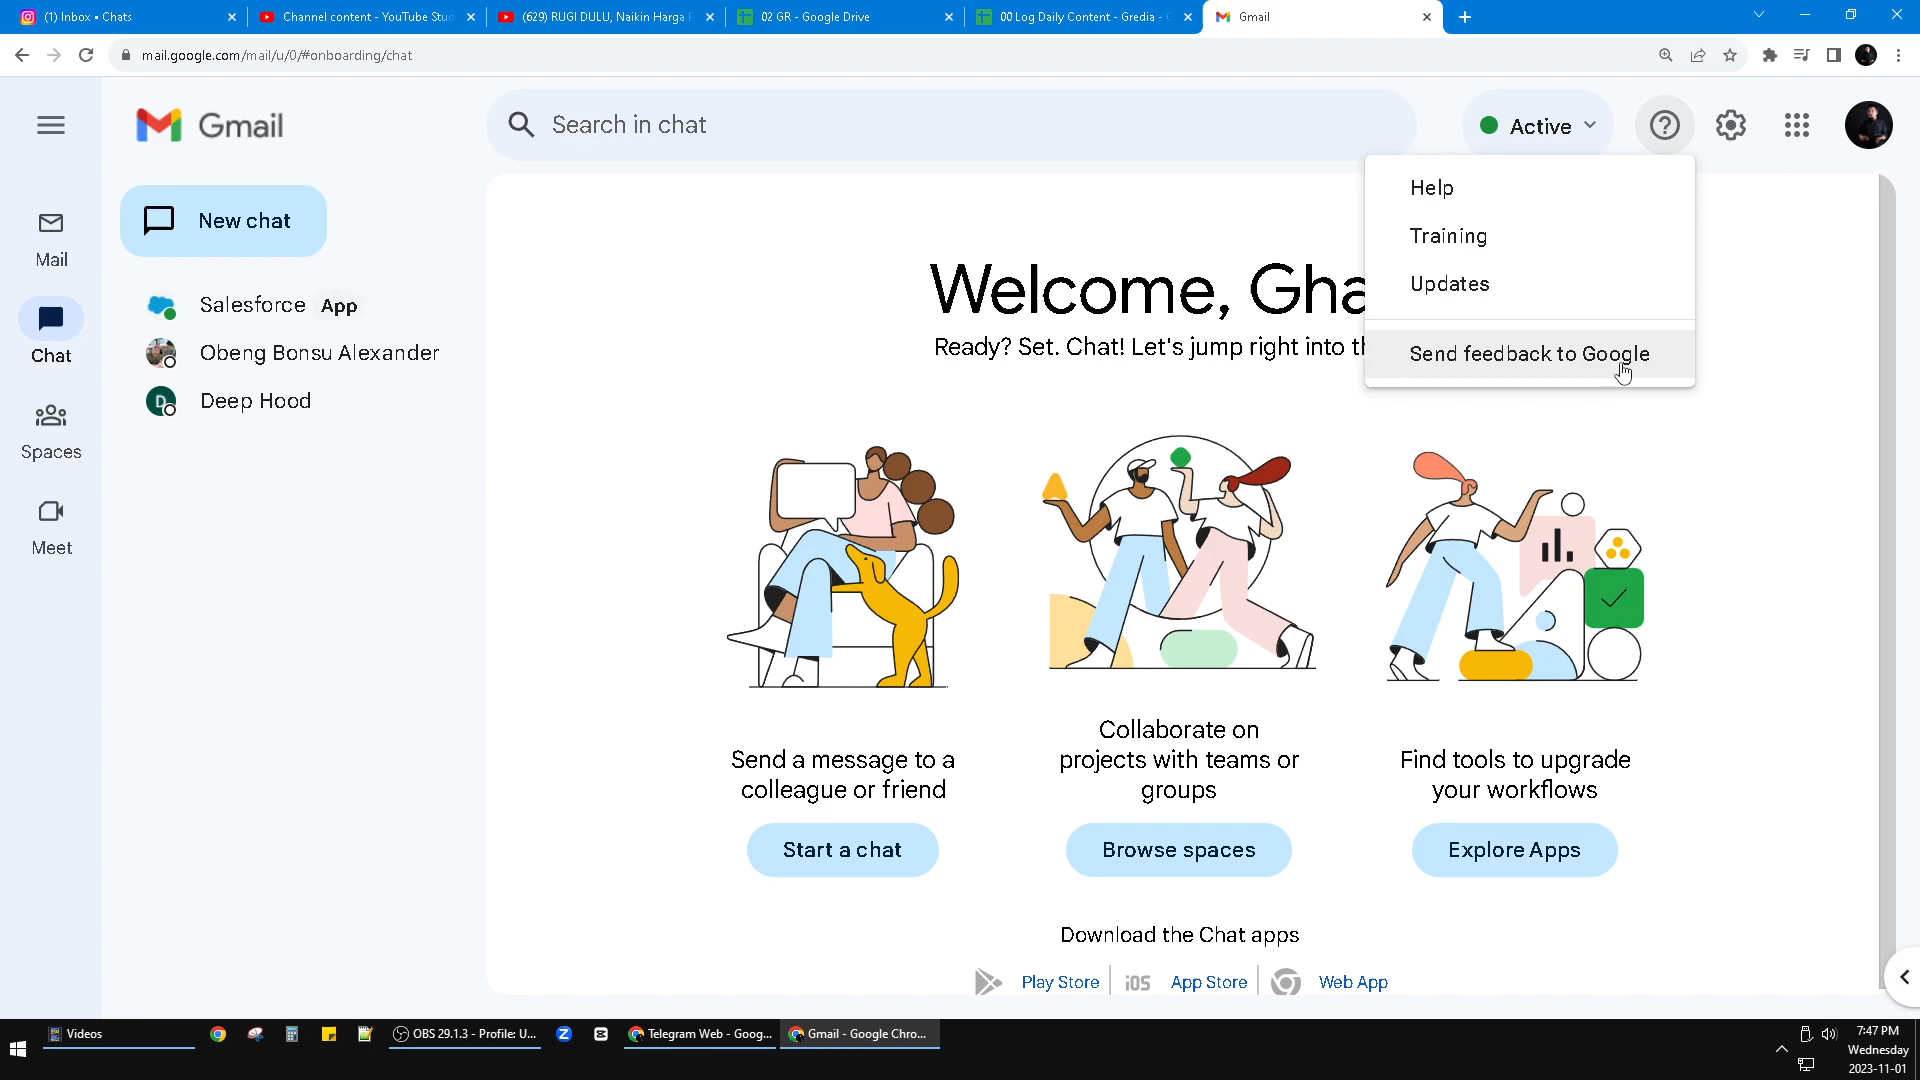 (1) Inbox • Chats
Channel content - YouTube Stu
(629) RUGI DULU, Naikin Harga
02 GR - Google Drive
00 Log Daily Content - Gredia -
Gmail
mail.google.com/mail/u/0/#onboarding/chat
Gmail
Search in chat
Active
Help
Training
Updates
Send feedback to Google
New chat
Mail
Chat
Spaces
Meet
Salesforce App
Obeng Bonsu Alexander
D
Deep Hood
Welcome, Gha
Ready? Set. Chat! Let's jump right into th
Send a message to a
colleague or friend
Start a chat
Collaborate on
projects with teams or
groups
Browse spaces
Find tools to upgrade
your workflows
Explore Apps
Download the Chat apps
Play Store
iOS
App Store
Web App
Videos
OBS 29.1.3 - Profile: U...
Telegram Web - Goog...
Gmail - Google Chro...
7:47 PM
Wednesday
2023-11-01